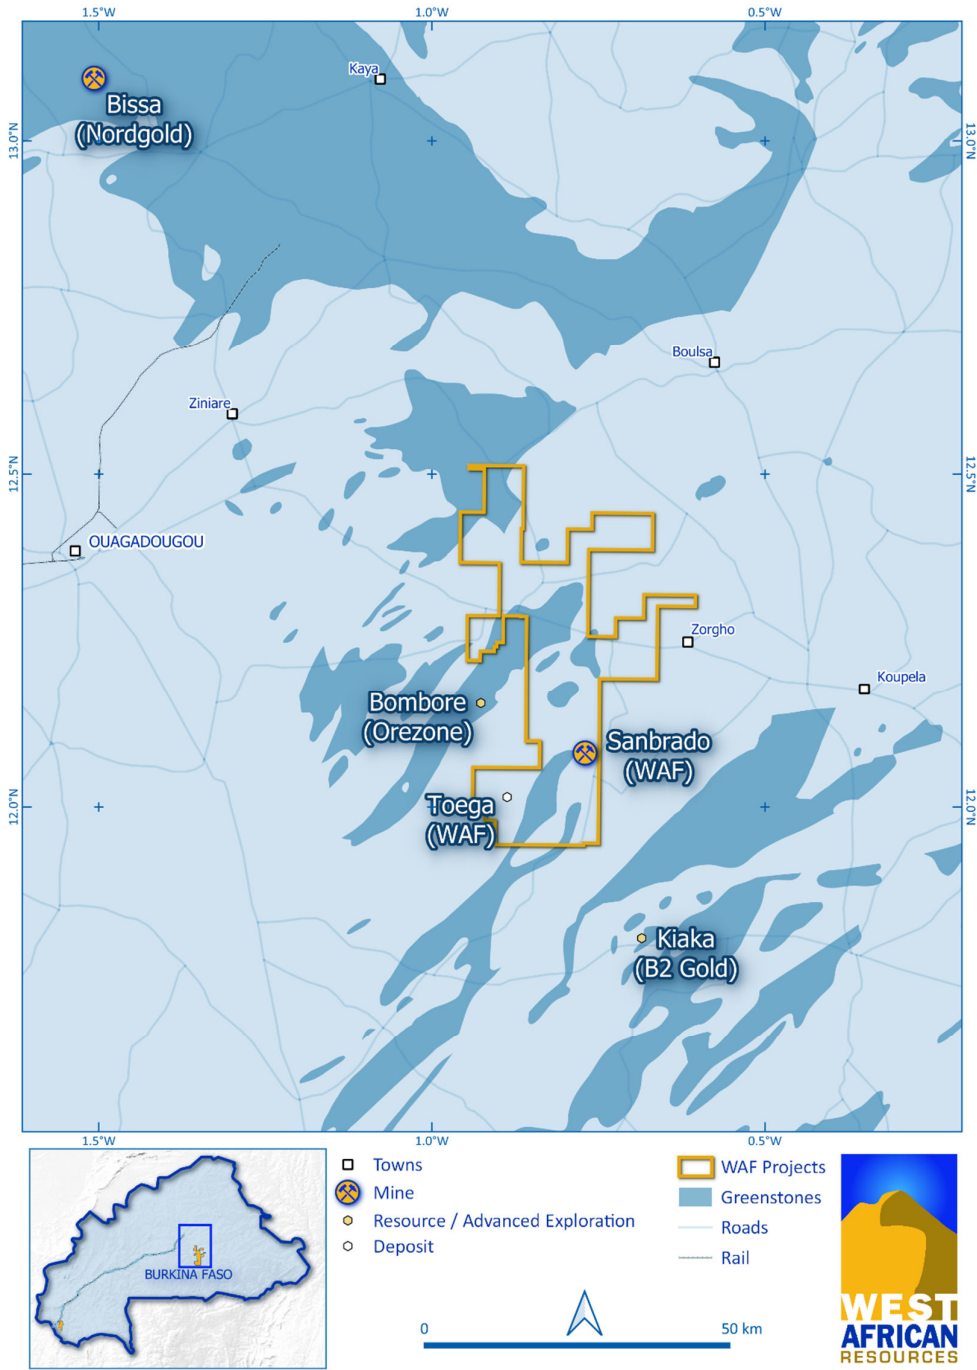 1.5°W
1.0°W
0.5°W
Kaya
Bissa
(Nordgold)
13.0°N
13.0°N
Boulsa
Ziniare
12.5°N
12.5°N
OUAGADOUGOU
Zorgho
Koupela
Bombore
(Orezone)
Sanbrado
(WAF)
Toega
(WAF)
12.0°N
12.0°N
Kiaka
(B2 Gold)
1.5°W
1.0°W
0.5°W
BURKINA FASO
Towns
Mine
Resource / Advanced Exploration
Deposit
0
50 km
WAF Projects
Greenstones
Roads
Rail
WEST
AFRICAN
RESOURCES